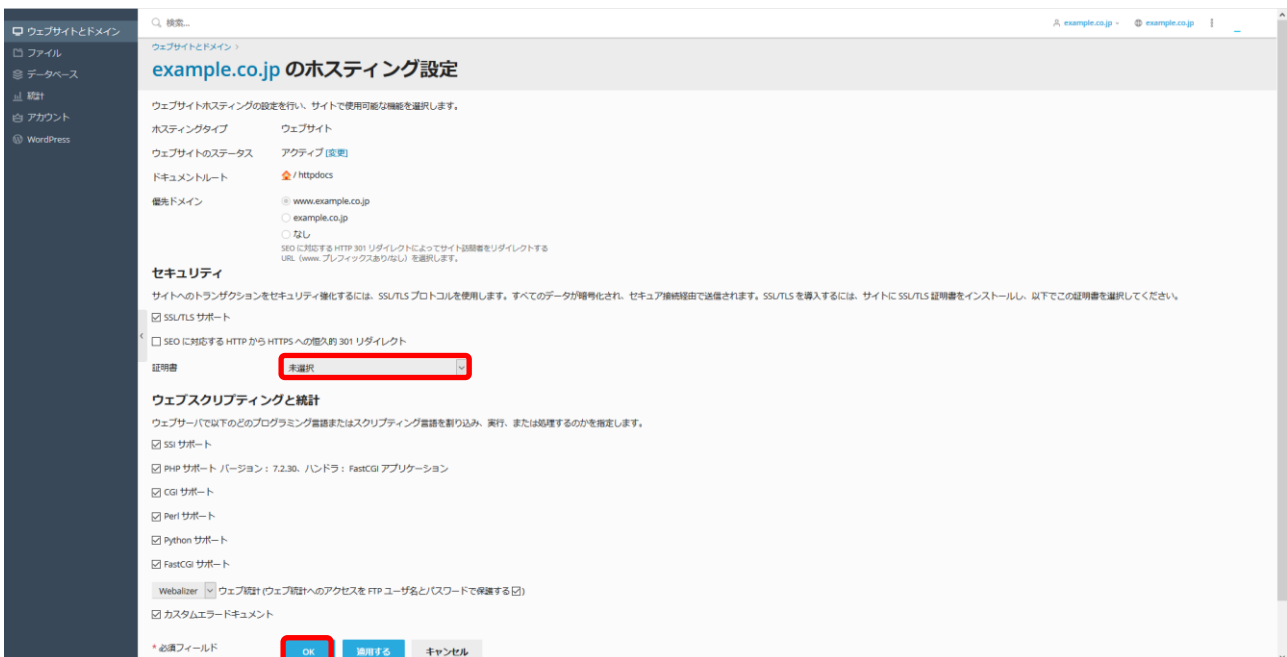 ウェブサイトとドメイン
ファイル
データベース
統計
アカウント
WordPress
検索...
example.co.jp
example.co.jp
ウェブサイトとドメイン
example.co.jp のホスティング設定
ウェブサイトホスティングの設定を行い、サイトで使用可能な機能を選択します。
ホスティングタイプ ウェブサイト
ウェブサイトのステータス アクティブ [変更]
ドキュメントルート / httpdocs
優先ドメイン www.example.co.jp
example.co.jp
なし
SEO に対応する HTTP 301 リダイレクトによってサイト訪問者をリダイレクトする
URL（www. プレフィックスあり/なし）を選択します。
セキュリティ
サイトへのトランザクションをセキュリティ強化するには、SSL/TLS プロトコルを使用します。すべてのデータが暗号化され、セキュア接続経由で送信されます。SSL/TLS を導入するには、サイトに SSL/TLS 証明書をインストールし、以下でこの証明書を選択してください。
SSL/TLS サポート
SEO に対応する HTTP から HTTPS への恒久的 301 リダイレクト
証明書 未選択
ウェブスクリプティングと統計
ウェブサーバで以下のどのプログラミング言語またはスクリプティング言語を割り込み、実行、または処理するのかを指定します。
SSI サポート
PHP サポート バージョン : 7.2.30、ハンドラ : FastCGI アプリケーション
CGI サポート
Perl サポート
Python サポート
FastCGI サポート
Webalizer ウェブ統計 (ウェブ統計へのアクセスを FTP ユーザ名とパスワードで保護する)
カスタムエラードキュメント
* 必須フィールド OK 適用する キャンセル